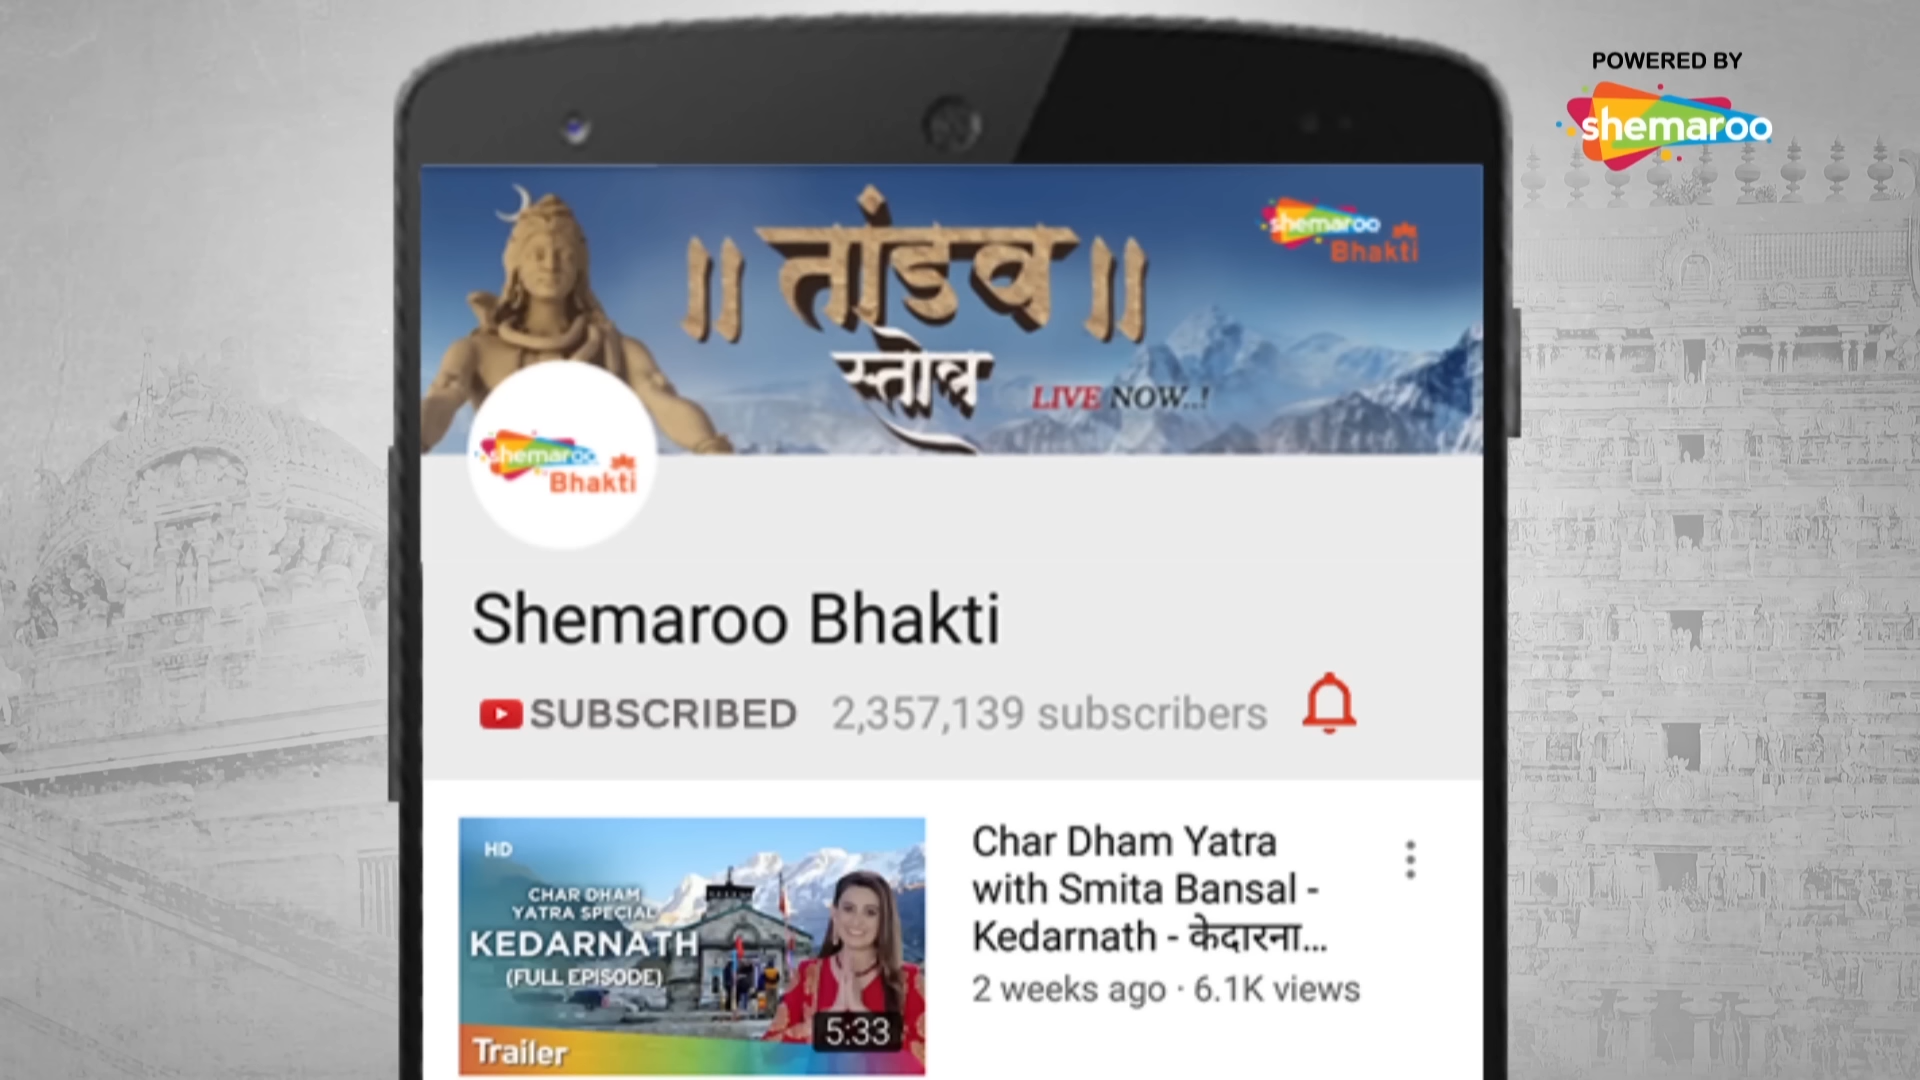 POWERED BY
shemaroo
shemaroo
Bhakti
॥ तांडव ॥
स्तोत्र
LIVE NOW..!
shemaroo
Bhakti
Shemaroo Bhakti
SUBSCRIBED 2,357,139 subscribers
HD
CHAR DHAM
YATRA SPECIAL
KEDARNATH
(FULL EPISODE)
5:33
Trailer
Char Dham Yatra
with Smita Bansal -
Kedarnath - केदारना...
2 weeks ago · 6.1K views